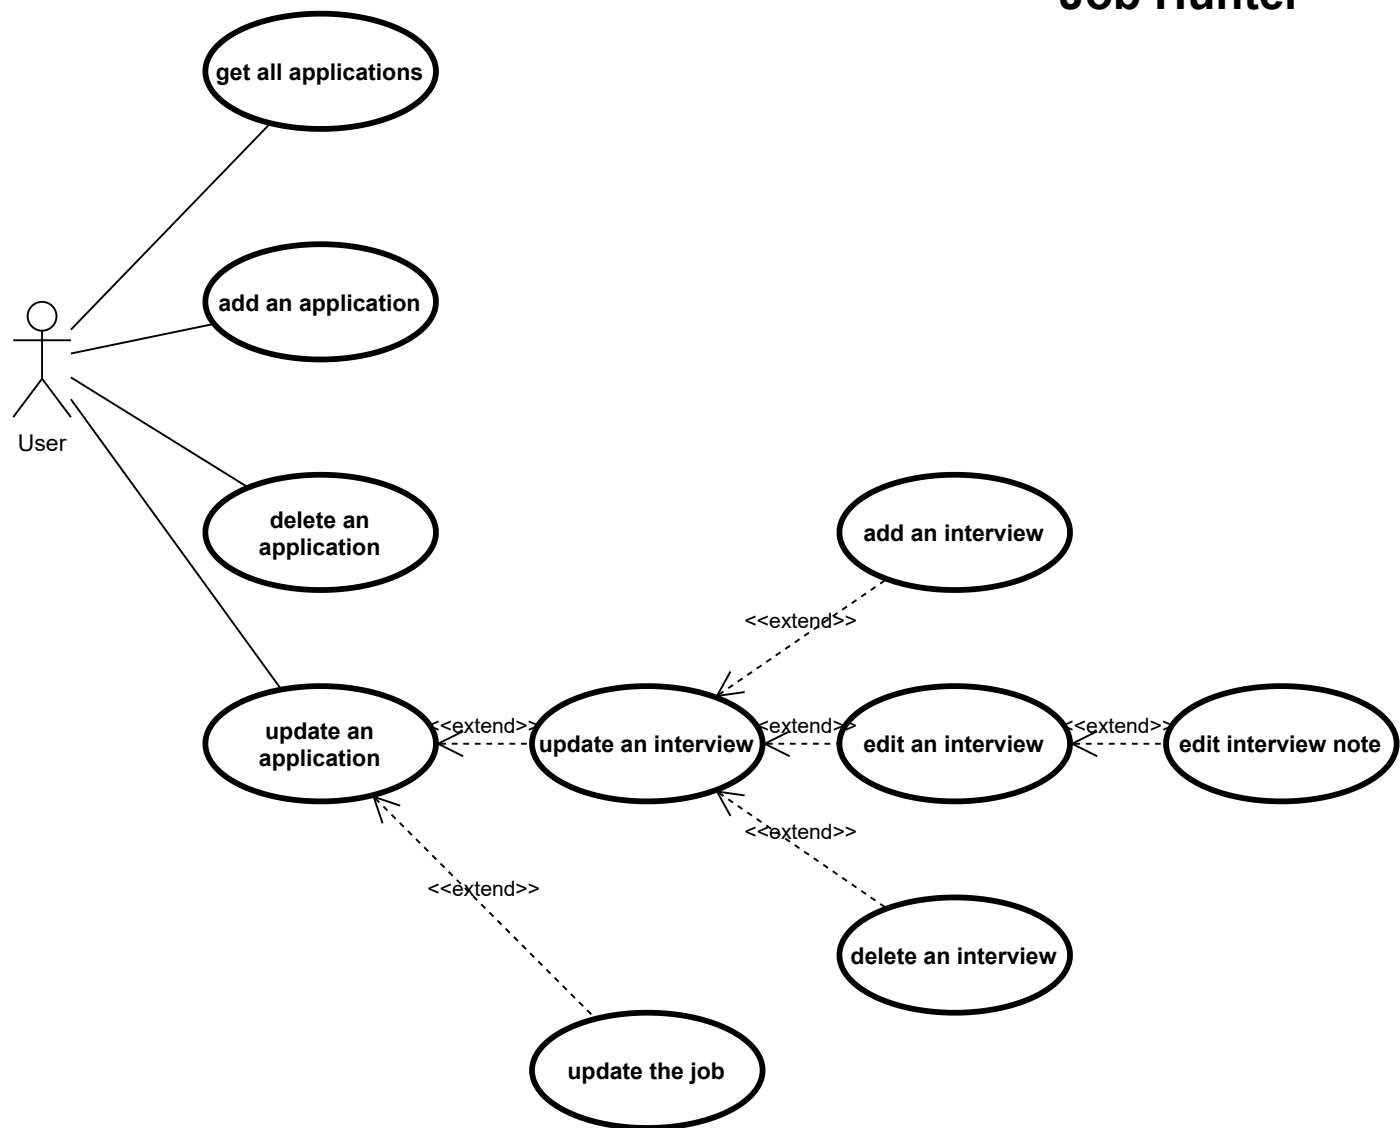 Job Hunter
get all applications
add an application
User
delete an
application
add an interview
<<extend>>
update an
application
<<extend>>
update an interview
<<extend>>
edit an interview
<<extend>>
edit interview note
<<extend>>
<<extend>>
delete an interview
update the job